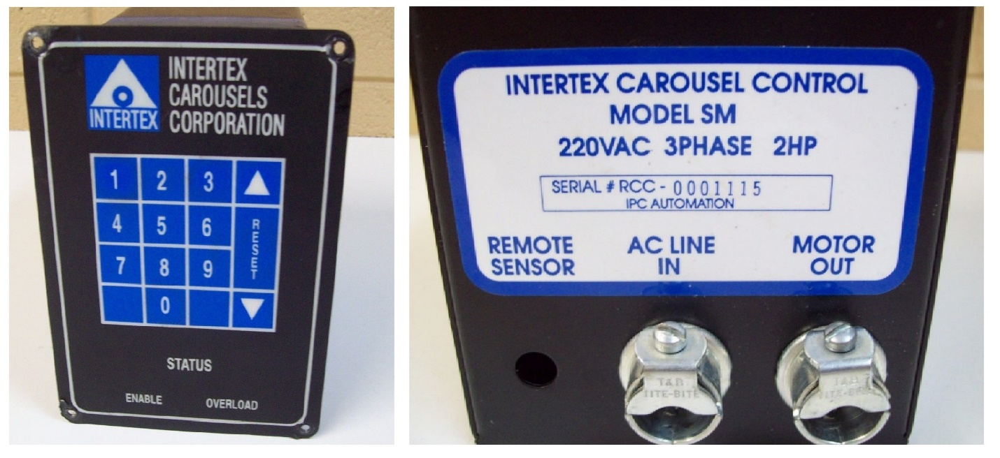 INTERTEX
INTERTEX
CAROUSELS
CORPORATION
1 2 3
4 5 6
RESET
7 8 9
0
STATUS
ENABLE OVERLOAD
INTERTEX CAROUSEL CONTROL
MODEL SM
220VAC 3PHASE 2HP
SERIAL # RCC - 0001115
IPC AUTOMATION
REMOTE SENSOR
AC LINE IN
MOTOR OUT
T&B
TITE-BITE
T&B
TITE-BITE